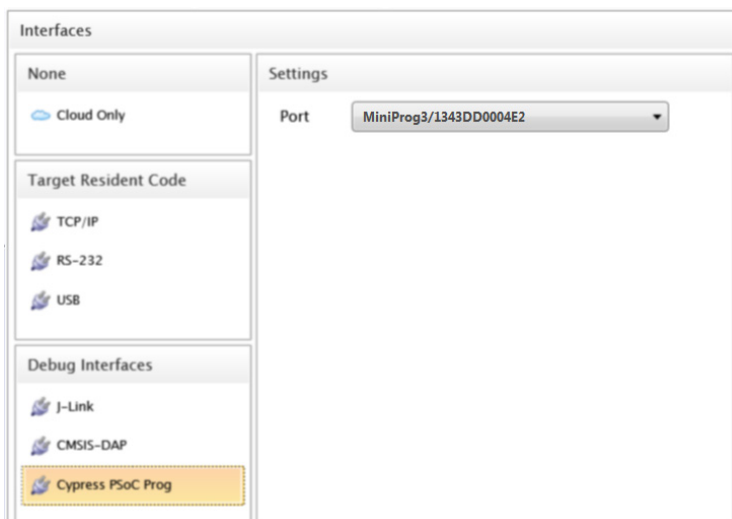 Interfaces
None
Cloud Only
Target Resident Code
TCP/IP
RS-232
USB
Debug Interfaces
J-Link
CMSIS-DAP
Cypress PSoC Prog
Settings
Port MiniProg3/1343DD0004E2